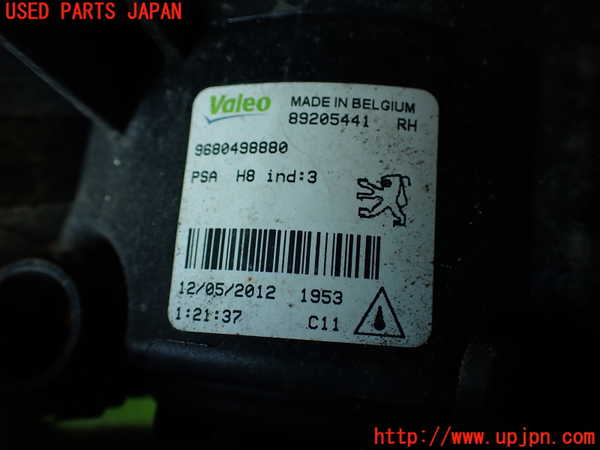 USED PARTS JAPAN
Valeo MADE IN BELGIUM
89205441 RH
9680498880
PSA H8 ind:3
12/05/2012 1953
1:21:37 C11
© www.upjpn.com